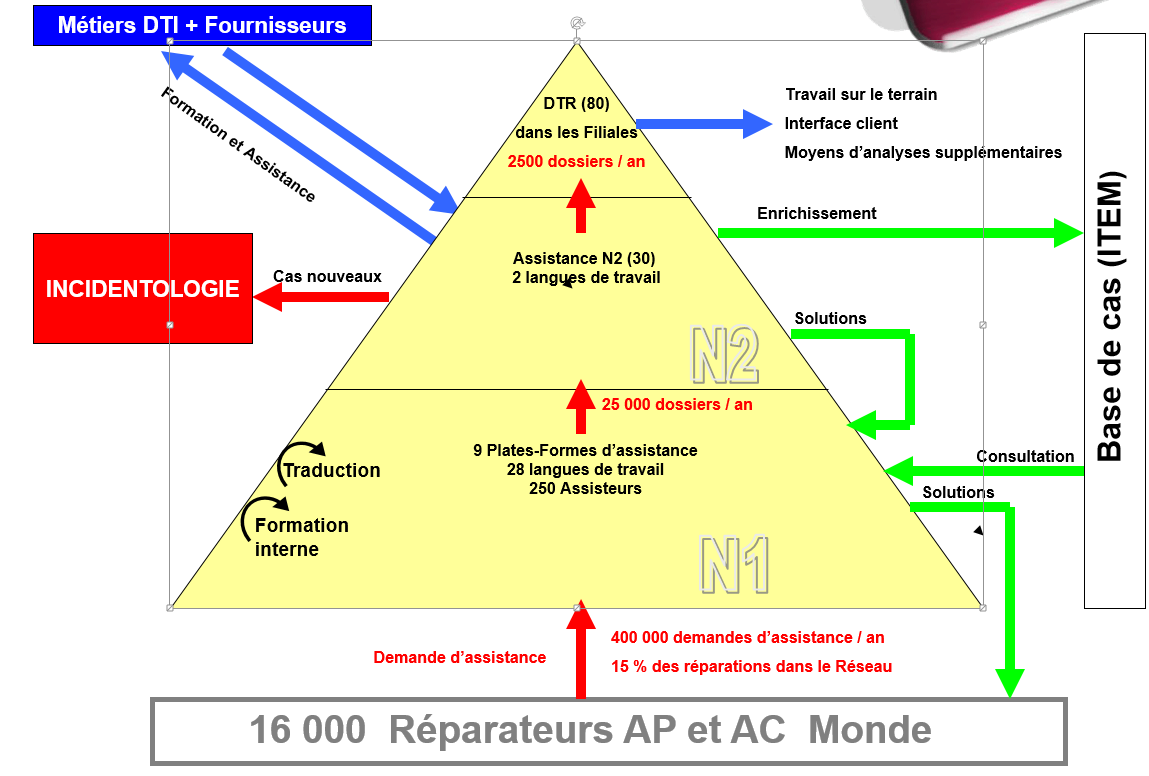 Métiers DTI + Fournisseurs
Formation et Assistance
DTR (80)
dans les Filiales
2500 dossiers / an
Travail sur le terrain
Interface client
Moyens d’analyses supplémentaires
Enrichissement
Base de cas (ITEM)
INCIDENTOLOGIE
Cas nouveaux
Assistance N2 (30)
2 langues de travail
Solutions
N2
25 000 dossiers / an
9 Plates-Formes d’assistance
28 langues de travail
250 Assisteurs
Traduction
Formation
interne
Consultation
Solutions
N1
Demande d’assistance
400 000 demandes d’assistance / an
15 % des réparations dans le Réseau
16 000 Réparateurs AP et AC Monde